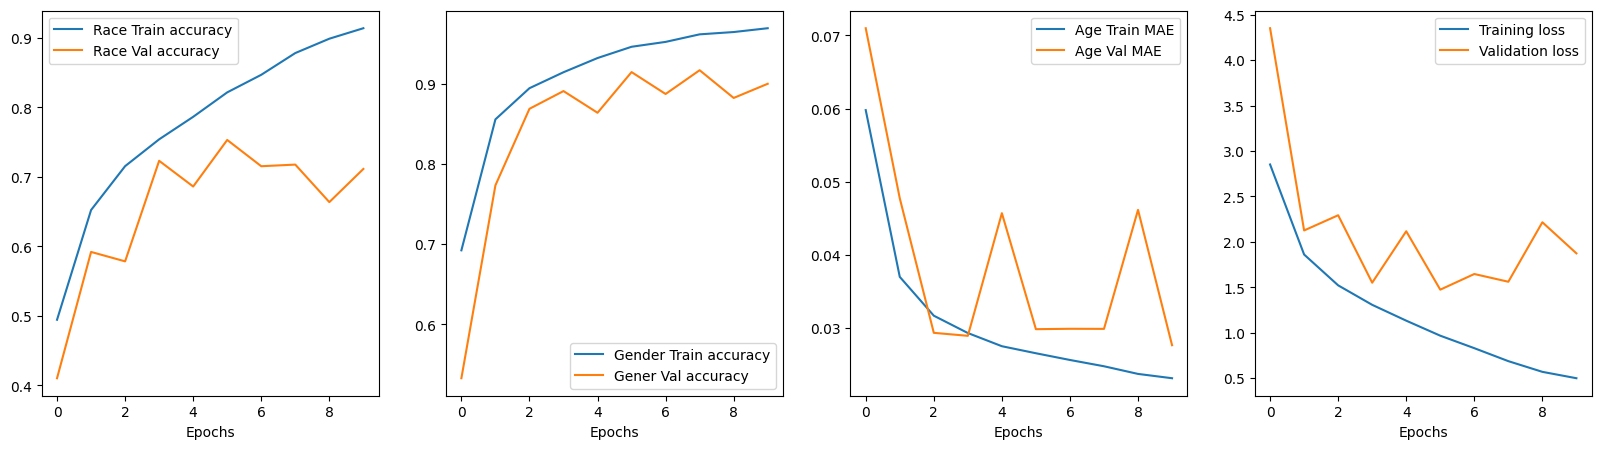 Race Train accuracy
Race Val accuracy
0.9
0.8
0.7
0.6
0.5
0.4
0 2 4 6 8
Epochs
Gender Train accuracy
Gener Val accuracy
0.9
0.8
0.7
0.6
0 2 4 6 8
Epochs
Age Train MAE
Age Val MAE
0.07
0.06
0.05
0.04
0.03
0 2 4 6 8
Epochs
Training loss
Validation loss
4.5
4.0
3.5
3.0
2.5
2.0
1.5
1.0
0.5
0 2 4 6 8
Epochs